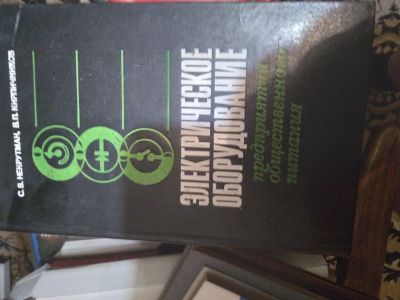 С. В. НЕКРУТМАН, В. П. КИРПИЧНИКОВ
ЭЛЕКТРИЧЕСКОЕ
ОБОРУДОВАНИЕ
предприятий
общественного
питания